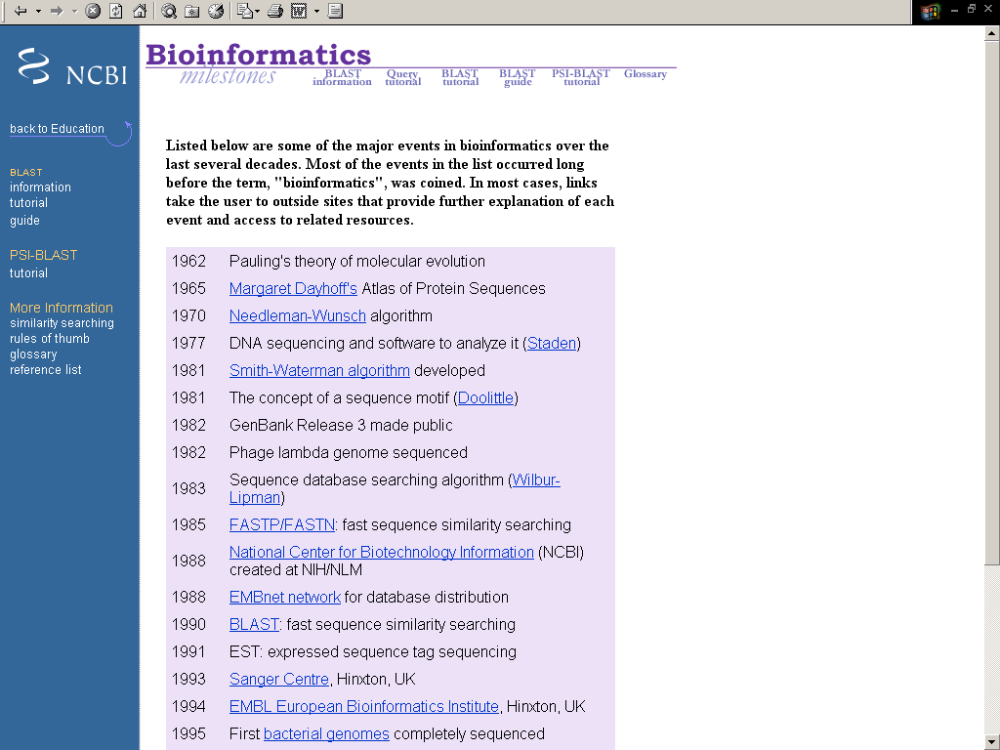 NCBI
Bioinformatics
milestones
BLAST information
Query tutorial
BLAST tutorial
BLAST guide
PSI-BLAST tutorial
Glossary
back to Education
BLAST
information
tutorial
guide
PSI-BLAST
tutorial
More Information
similarity searching
rules of thumb
glossary
reference list
Listed below are some of the major events in bioinformatics over the
last several decades. Most of the events in the list occurred long
before the term, "bioinformatics", was coined. In most cases, links
take the user to outside sites that provide further explanation of each
event and access to related resources.
1962 Pauling's theory of molecular evolution
1965 Margaret Dayhoff's Atlas of Protein Sequences
1970 Needleman-Wunsch algorithm
1977 DNA sequencing and software to analyze it (Staden)
1981 Smith-Waterman algorithm developed
1981 The concept of a sequence motif (Doolittle)
1982 GenBank Release 3 made public
1982 Phage lambda genome sequenced
1983 Sequence database searching algorithm (Wilbur-
Lipman)
1985 FASTP/FASTN: fast sequence similarity searching
1988 National Center for Biotechnology Information (NCBI)
created at NIH/NLM
1988 EMBnet network for database distribution
1990 BLAST: fast sequence similarity searching
1991 EST: expressed sequence tag sequencing
1993 Sanger Centre, Hinxton, UK
1994 EMBL European Bioinformatics Institute, Hinxton, UK
1995 First bacterial genomes completely sequenced